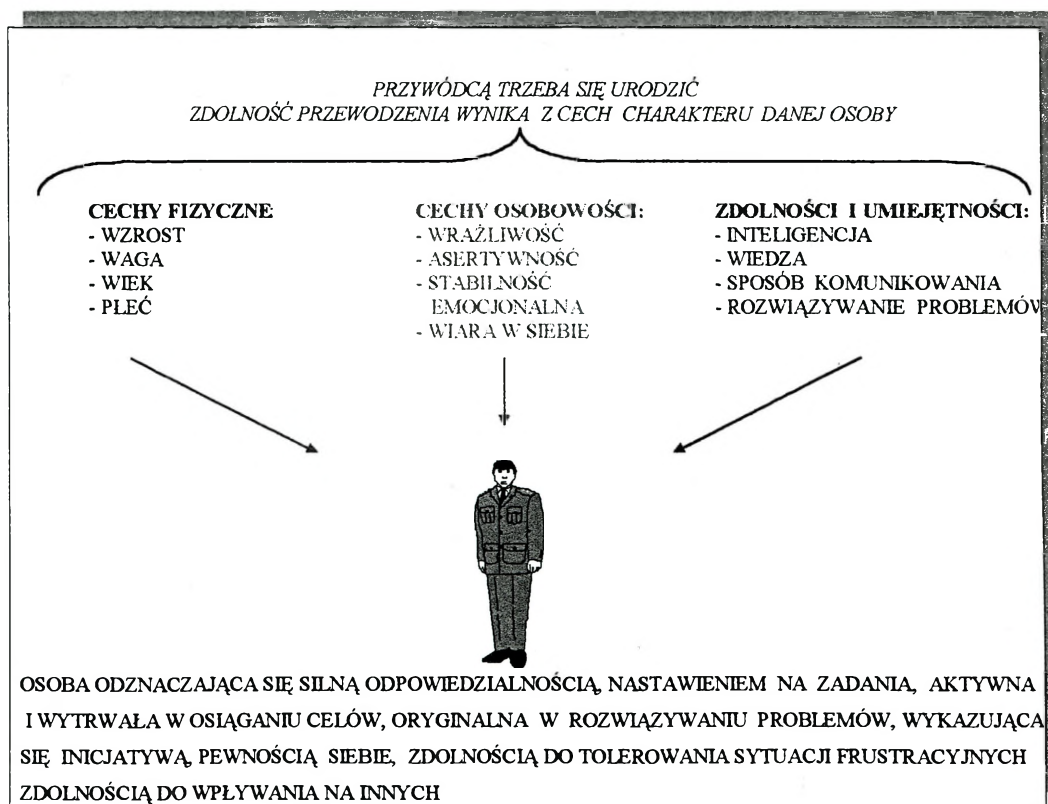 PRZYWÓDCĄ TRZEBA SIĘ URODZIĆ
ZDOLNOŚĆ PRZEWODZENIA WYNIKA Z CECH CHARAKTERU DANEJ OSOBY
CECHY FIZYCZNE
- WZROST
- WAGA
- WIEK
- PŁEĆ
CECHY OSOBOWOŚCI:
- WRAŻLIWOŚĆ
- ASERTYWNOŚĆ
- STABILNOŚĆ
EMOCJONALNA
- WIARA W SIEBIE
ZDOLNOŚCI I UMIEJĘTNOŚCI:
- INTELIGENCJA
- WIEDZA
- SPOSÓB KOMUNIKOWANIA
- ROZWIĄZYWANIE PROBLEMÓW
OSOBA ODZNACZAJĄCA SIĘ SILNĄ ODPOWIEDZIALNOŚCIĄ, NASTAWIENIEM NA ZADANIA, AKTYWNA
I WYTRWAŁA W OSIĄGANIU CELÓW, ORYGINALNA W ROZWIĄZYWANIU PROBLEMÓW, WYKAZUJĄCA
SIĘ INICJATYWĄ, PEWNOŚCIĄ SIEBIE, ZDOLNOŚCIĄ DO TOLEROWANIA SYTUACJI FRUSTRACYJNYCH
ZDOLNOŚCIĄ DO WPŁYWANIA NA INNYCH